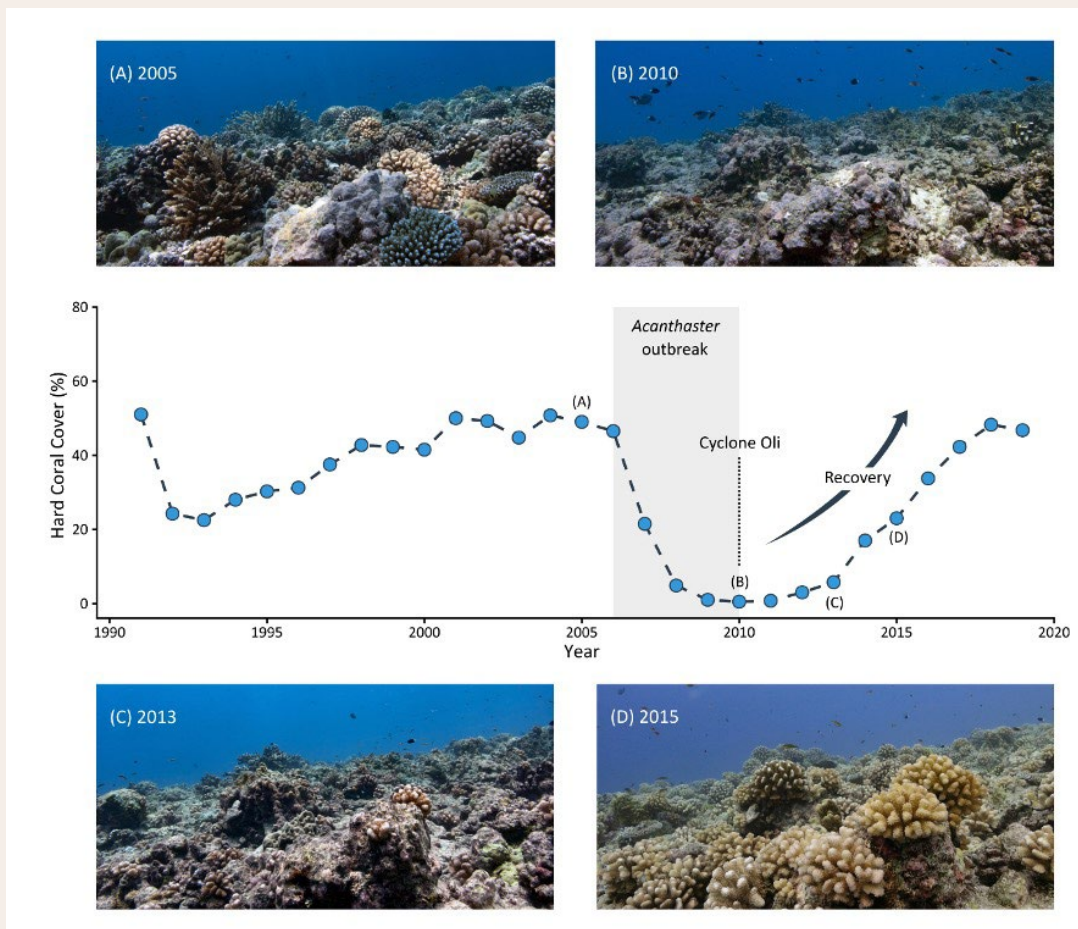 (A) 2005
(B) 2010
80
60
40
20
0
Hard Coral Cover (%)
Acanthaster
outbreak
(A)
Cyclone Oli
Recovery
(B)
(C)
(D)
1990 1995 2000 2005 2010 2015 2020
Year
(C) 2013
(D) 2015